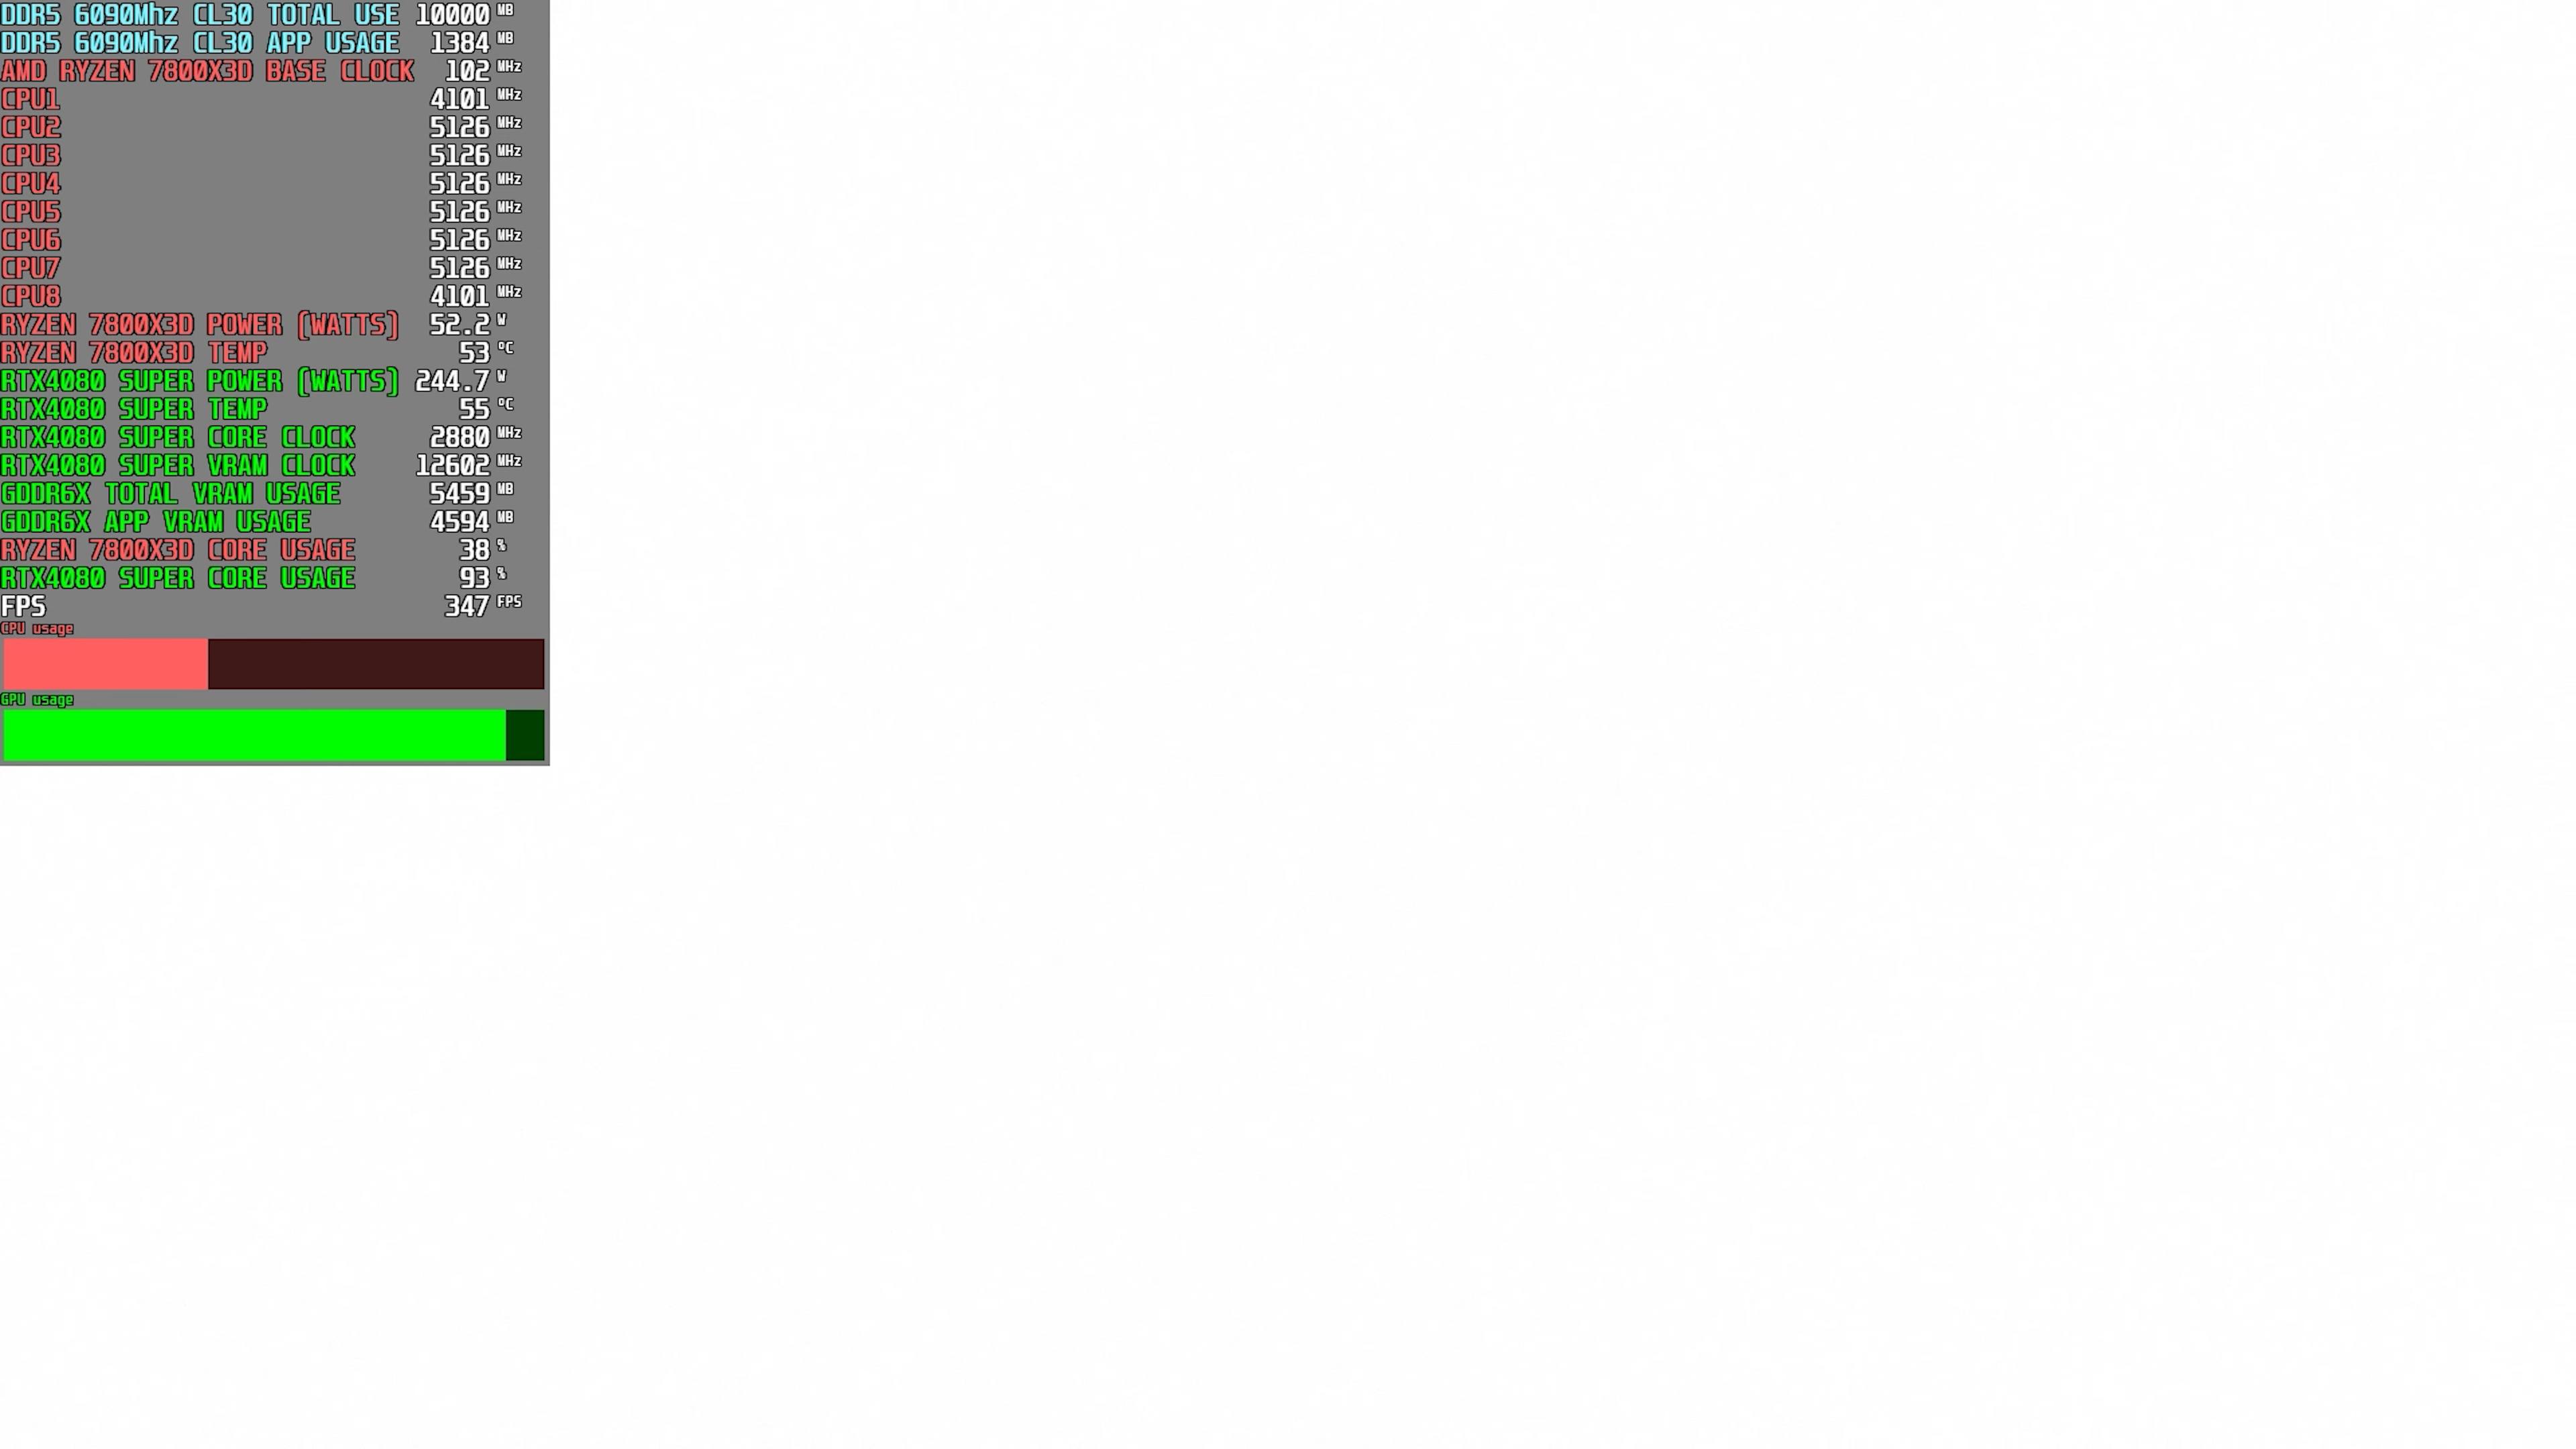 DDR5 6090Mhz CL30 TOTAL USE 10000 MB
DDR5 6090Mhz CL30 APP USAGE 1384 MB
AMD RYZEN 7800X3D BASE CLOCK 102 MHz
CPU1 4101 MHz
CPU2 5126 MHz
CPU3 5126 MHz
CPU4 5126 MHz
CPU5 5126 MHz
CPU6 5126 MHz
CPU7 5126 MHz
CPU8 4101 MHz
RYZEN 7800X3D POWER (WATTS) 52.2 W
RYZEN 7800X3D TEMP 53 °C
RTX4080 SUPER POWER (WATTS) 244.7 W
RTX4080 SUPER TEMP 55 °C
RTX4080 SUPER CORE CLOCK 2880 MHz
RTX4080 SUPER VRAM CLOCK 12602 MHz
GDDR6X TOTAL VRAM USAGE 5459 MB
GDDR6X APP VRAM USAGE 4594 MB
RYZEN 7800X3D CORE USAGE 38 %
RTX4080 SUPER CORE USAGE 93 %
FPS 347 FPS
CPU usage
GPU usage